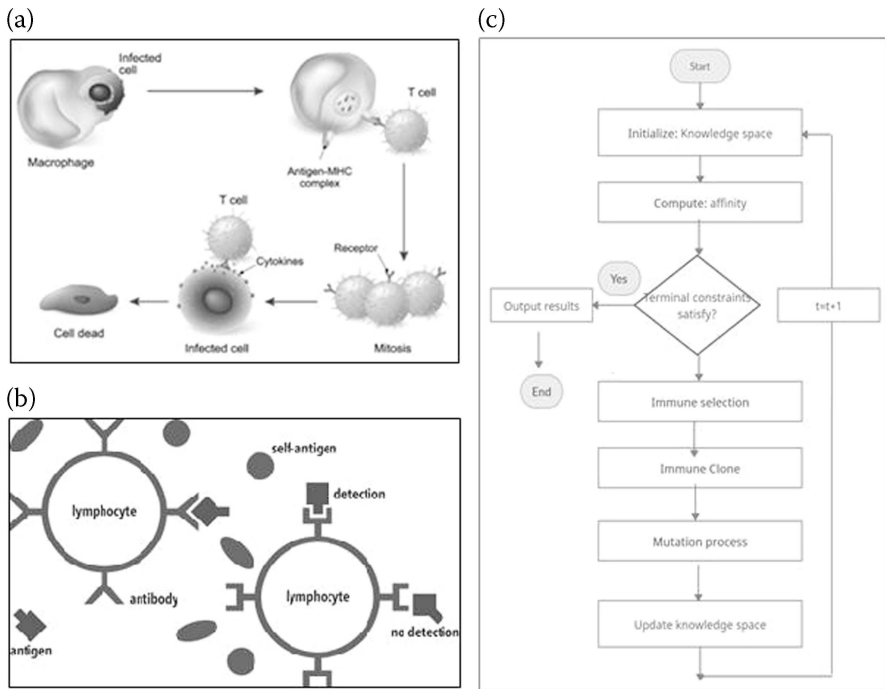 (a)
Infected
cell
Macrophage
T cell
Antigen-MHC
complex
T cell
Cytokines
Receptor
Cell dead
Infected cell
Mitosis
(b)
self-antigen
lymphocyte
detection
antibody
lymphocyte
antigen
no detection
(c)
Start
Initialize: Knowledge space
Compute: affinity
Yes
Terminal constraints
satisfy?
Output results
t=t+1
End
Immune selection
Immune Clone
Mutation process
Update knowledge space